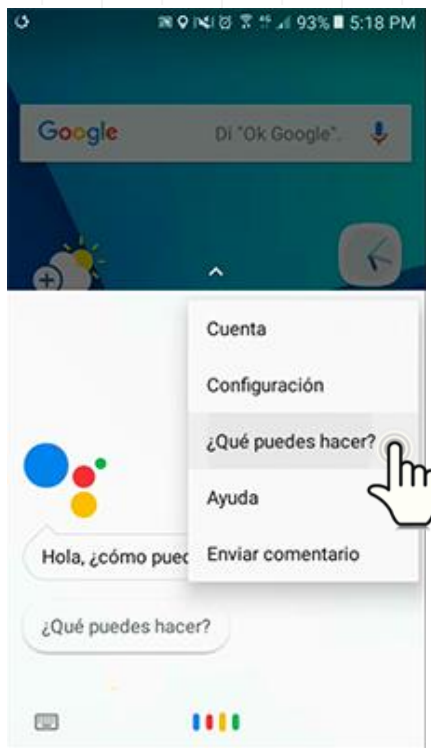 93% 5:18 PM
Google Di "Ok Google".
Cuenta
Configuración
¿Qué puedes hacer?
Ayuda
Enviar comentario
Hola, ¿cómo pued
¿Qué puedes hacer?